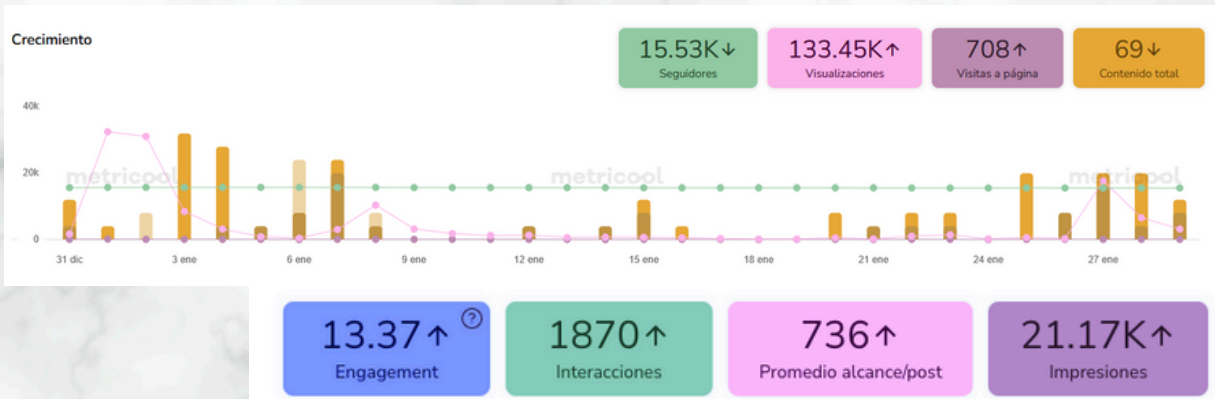 Crecimiento
15.53K↓
Seguidores
133.45K↑
Visualizaciones
708↑
Visitas a página
69↓
Contenido total
40k
20k
0
metricool
metricool
metricool
31 dic
3 ene
6 ene
9 ene
12 ene
15 ene
18 ene
21 ene
24 ene
27 ene
13.37↑
?
Engagement
1870↑
Interacciones
736↑
Promedio alcance/post
21.17K↑
Impresiones